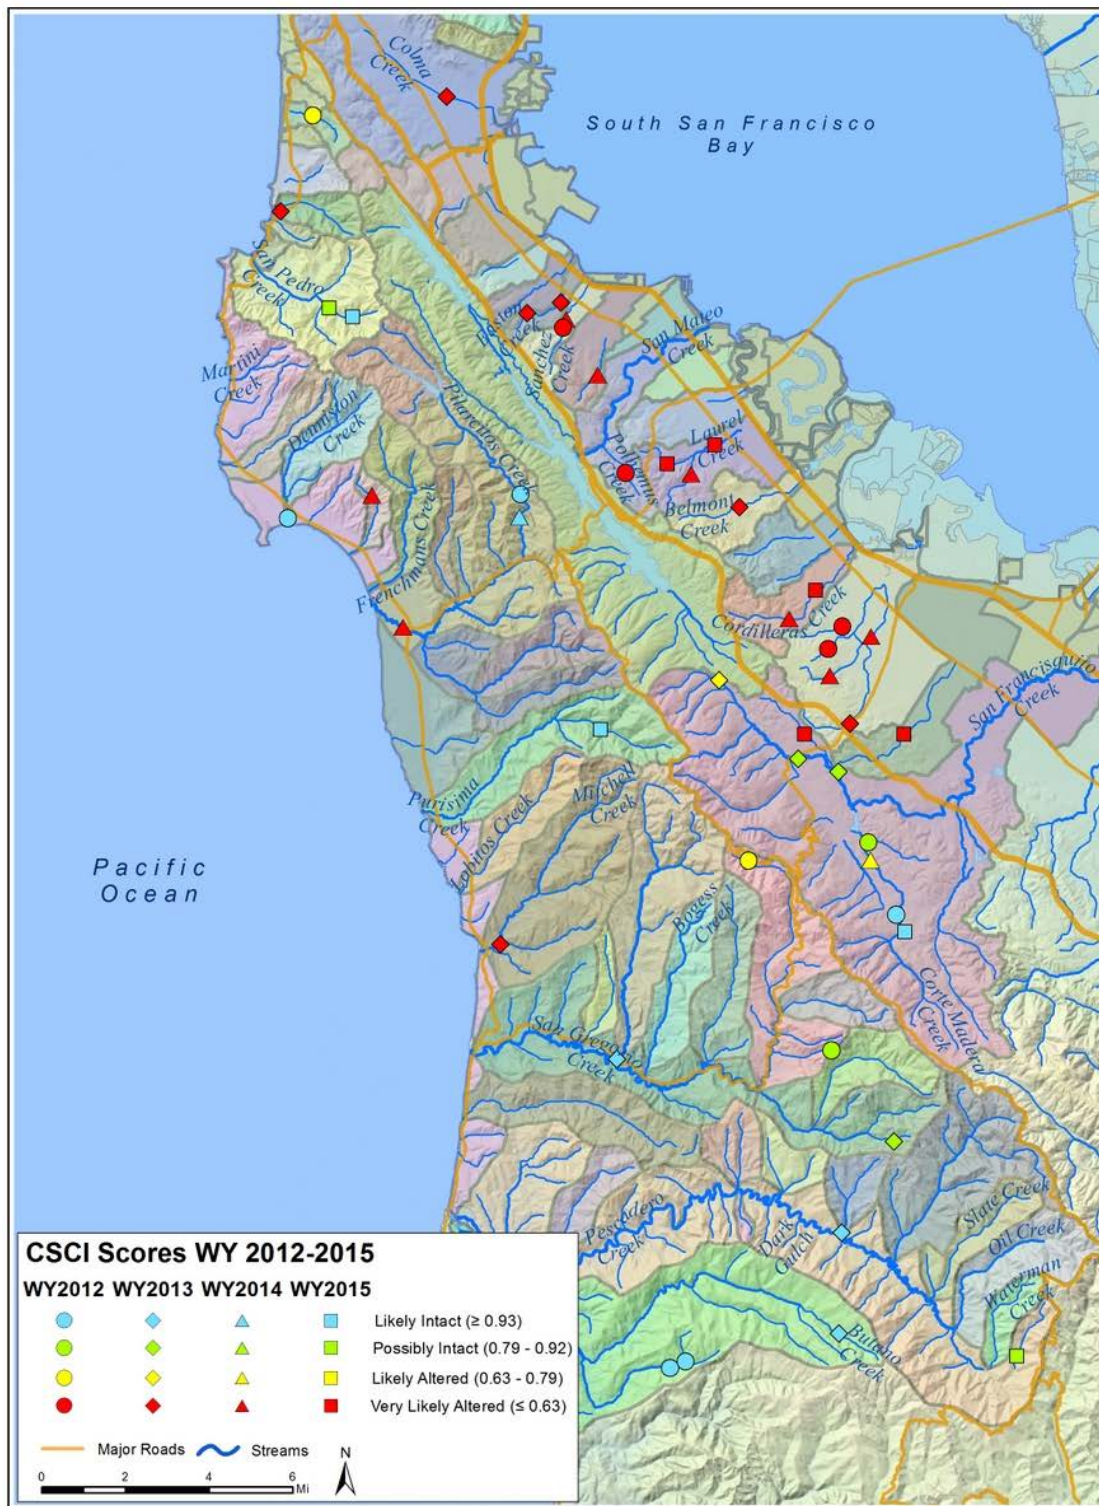 Colma
Creek
South San Francisco
Bay
San Pedro
Creek
Easton
Creek
Sanchez
Creek
San Mateo
Creek
Martini
Creek
Denniston
Creek
Pilarcitos Creek
Polhemus
Creek
Laurel
Creek
Belmont
Creek
Frenchmans Creek
Cordilleras Creek
San Francisquito
Creek
Purisima
Creek
Lobitos Creek
Mitchell
Creek
Pacific
Ocean
Bogess
Creek
Corte Madera
Creek
San Gregorio
Creek
Pescadero
Creek
Dark
Gulch
Slate Creek
Oil Creek
Waterman
Creek
Butano
Creek
CSCI Scores WY 2012-2015
WY2012 WY2013 WY2014 WY2015
Likely Intact (≥ 0.93)
Possibly Intact (0.79 - 0.92)
Likely Altered (0.63 - 0.79)
Very Likely Altered (≤ 0.63)
Major Roads Streams N
0 2 4 6
Mi